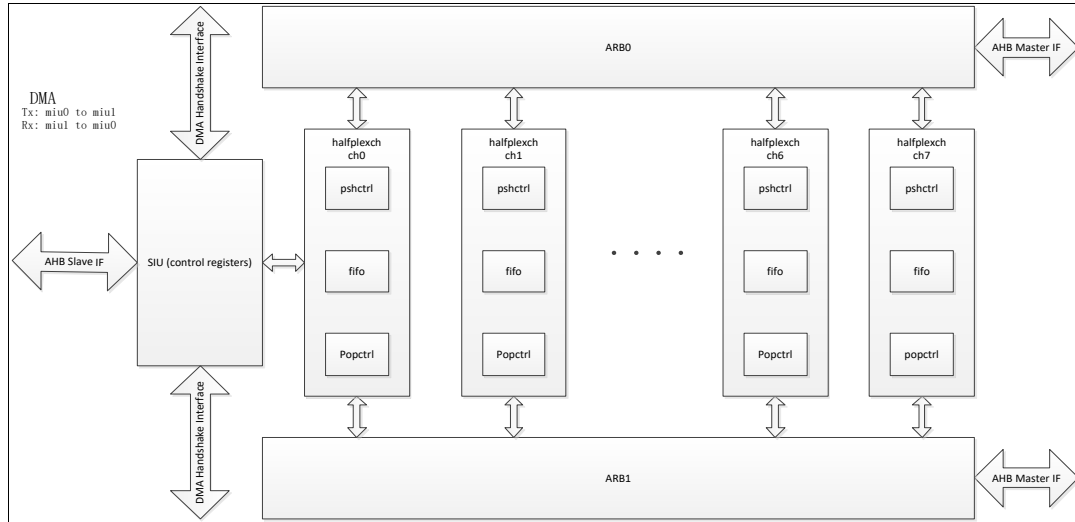 DMA Handshake Interface
ARB0
AHB Master IF
DMA
Tx: miu0 to miu1
Rx: miu1 to miu0
halfplexch
ch0
halfplexch
ch1
halfplexch
ch6
halfplexch
ch7
pshctrl
pshctrl
pshctrl
pshctrl
AHB Slave IF
SIU (control registers)
fifo
fifo
. . . .
fifo
fifo
Popctrl
Popctrl
Popctrl
popctrl
DMA Handshake Interface
ARB1
AHB Master IF